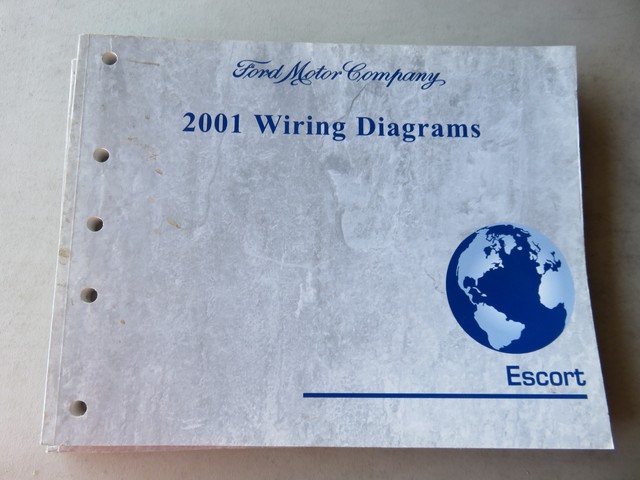 Ford Motor Company
2001 Wiring Diagrams
Escort